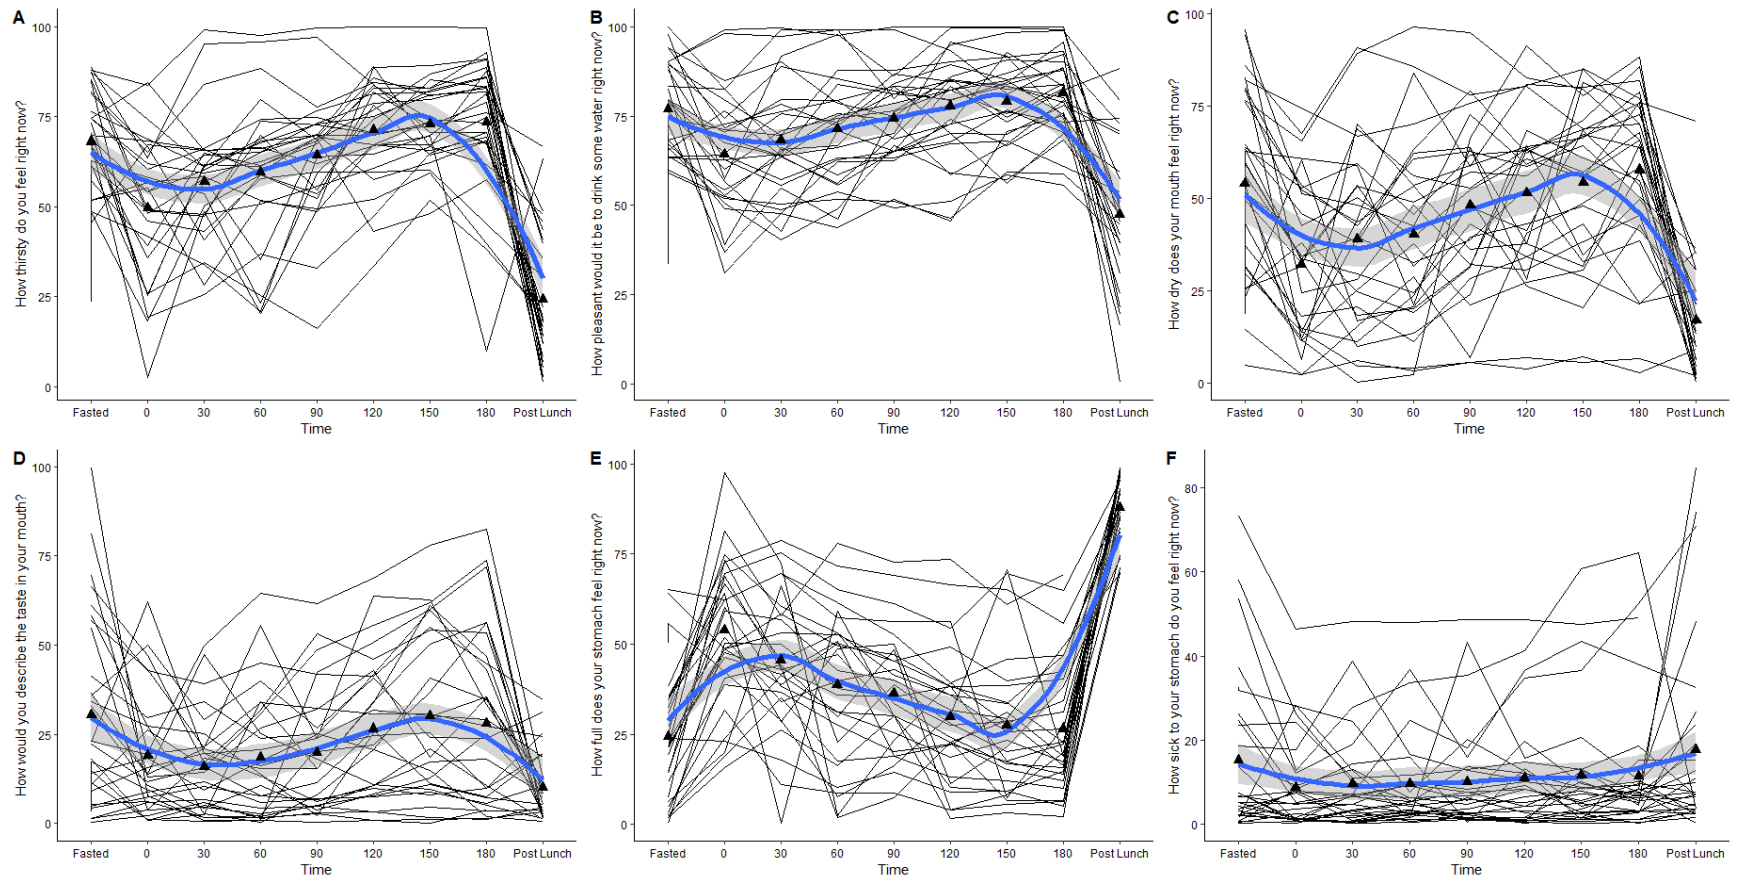 A
How thirsty do you feel right now?
100
75
50
25
0
Fasted 0 30 60 90 120 150 180 Post Lunch
Time
B
How pleasant would it be to drink some water right now?
100
75
50
25
0
Fasted 0 30 60 90 120 150 180 Post Lunch
Time
C
How dry does your mouth feel right now?
100
75
50
25
0
Fasted 0 30 60 90 120 150 180 Post Lunch
Time
D
How would you describe the taste in your mouth?
100
75
50
25
0
Fasted 0 30 60 90 120 150 180 Post Lunch
Time
E
How full does your stomach feel right now?
100
75
50
25
0
Fasted 0 30 60 90 120 150 180 Post Lunch
Time
F
How sick to your stomach do you feel right now?
80
60
40
20
0
Fasted 0 30 60 90 120 150 180 Post Lunch
Time